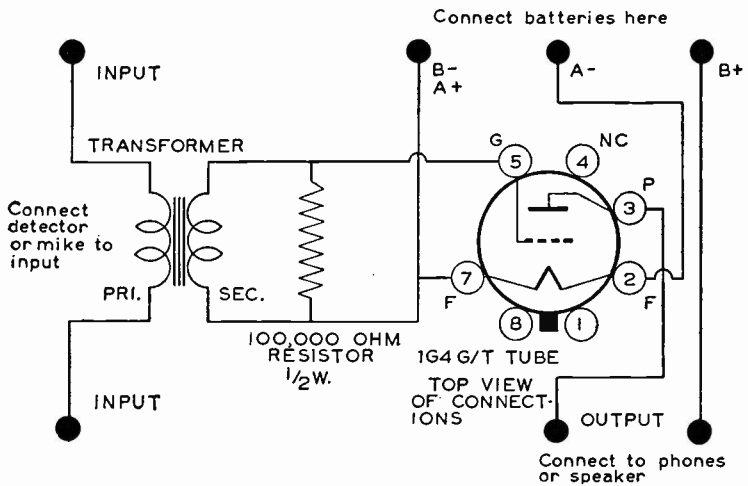 Connect batteries here
INPUT
B-
A+
A-
B+
TRANSFORMER
G
5
4
NC
P
3
Connect
detector
or mike to
input
PRI.
SEC.
7
F
2
F
8
1
100,000 OHM
RESISTOR
1/2W.
1G4 G/T TUBE
TOP VIEW
OF CONNECT-
IONS
INPUT
OUTPUT
Connect to phones
or speaker